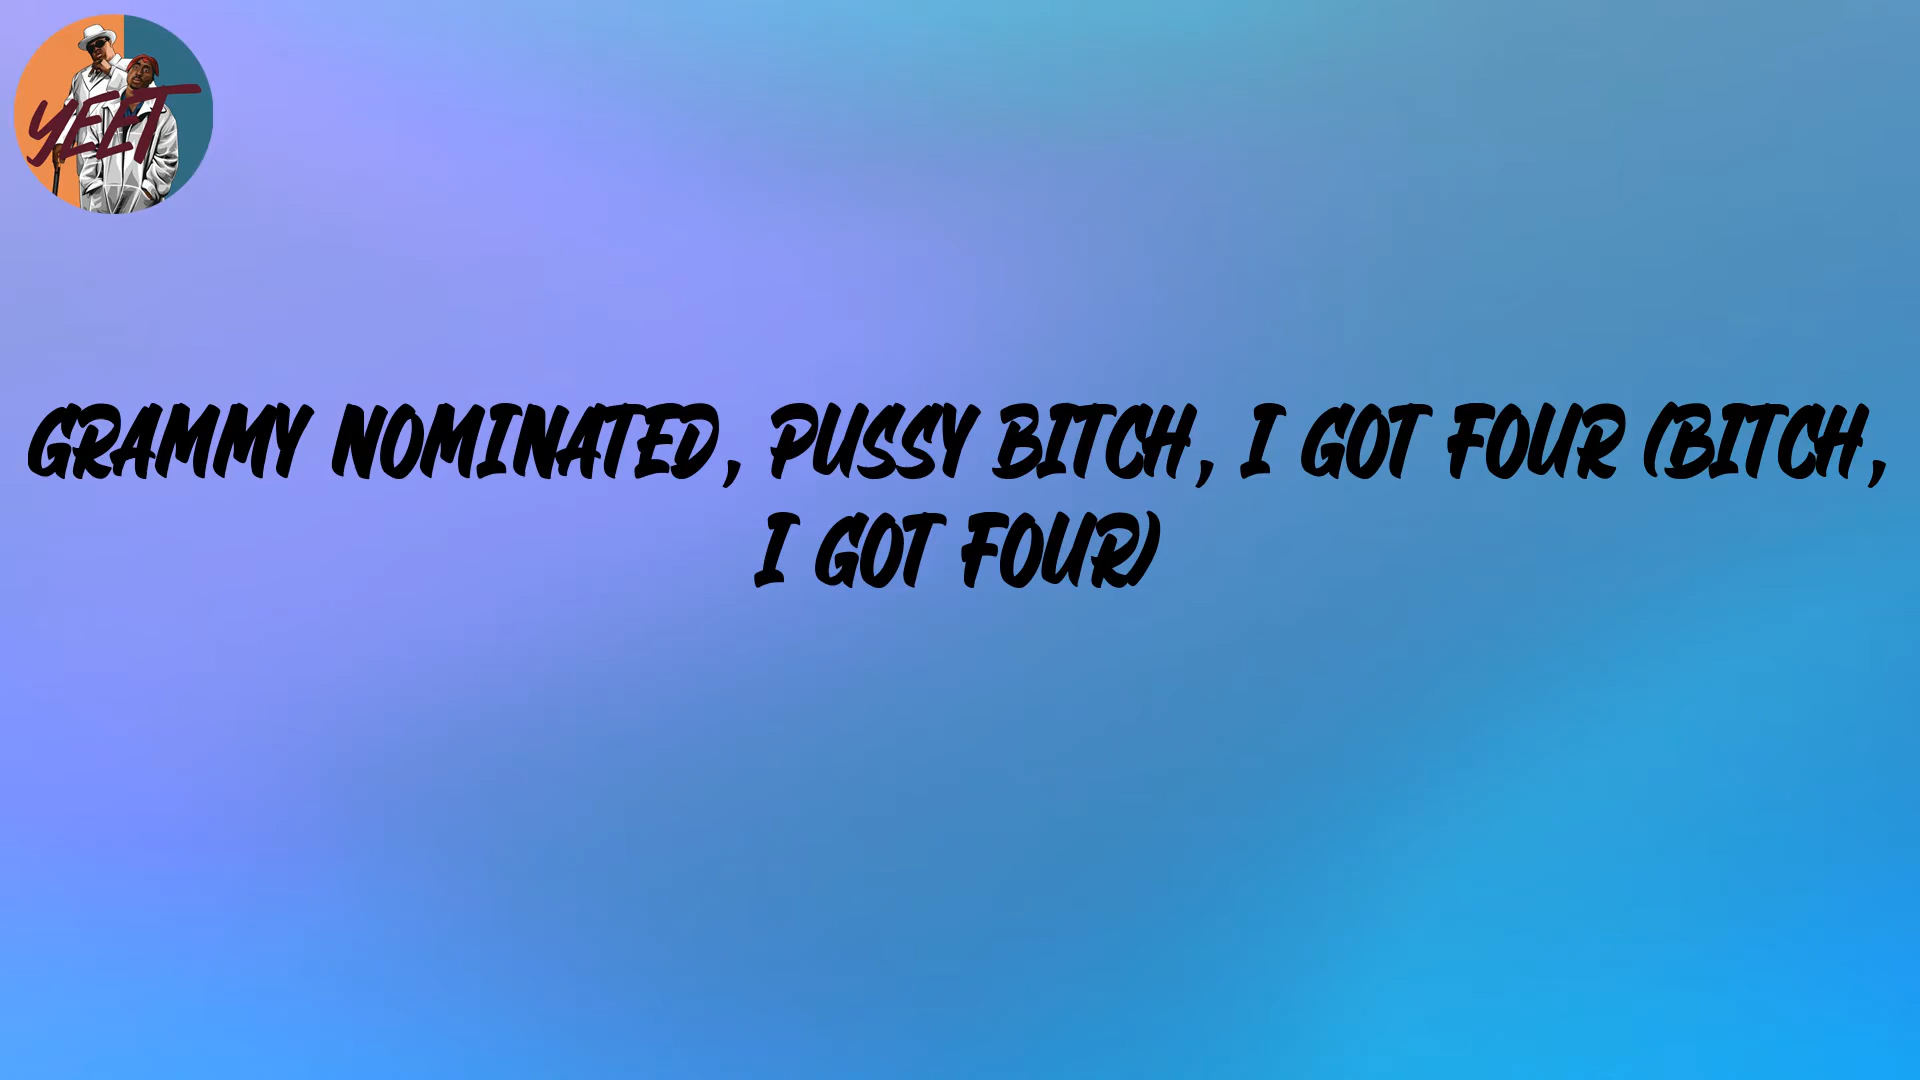 YEET
GRAMMY NOMINATED, PUSSY BITCH, I GOT FOUR (BITCH,
I GOT FOUR)